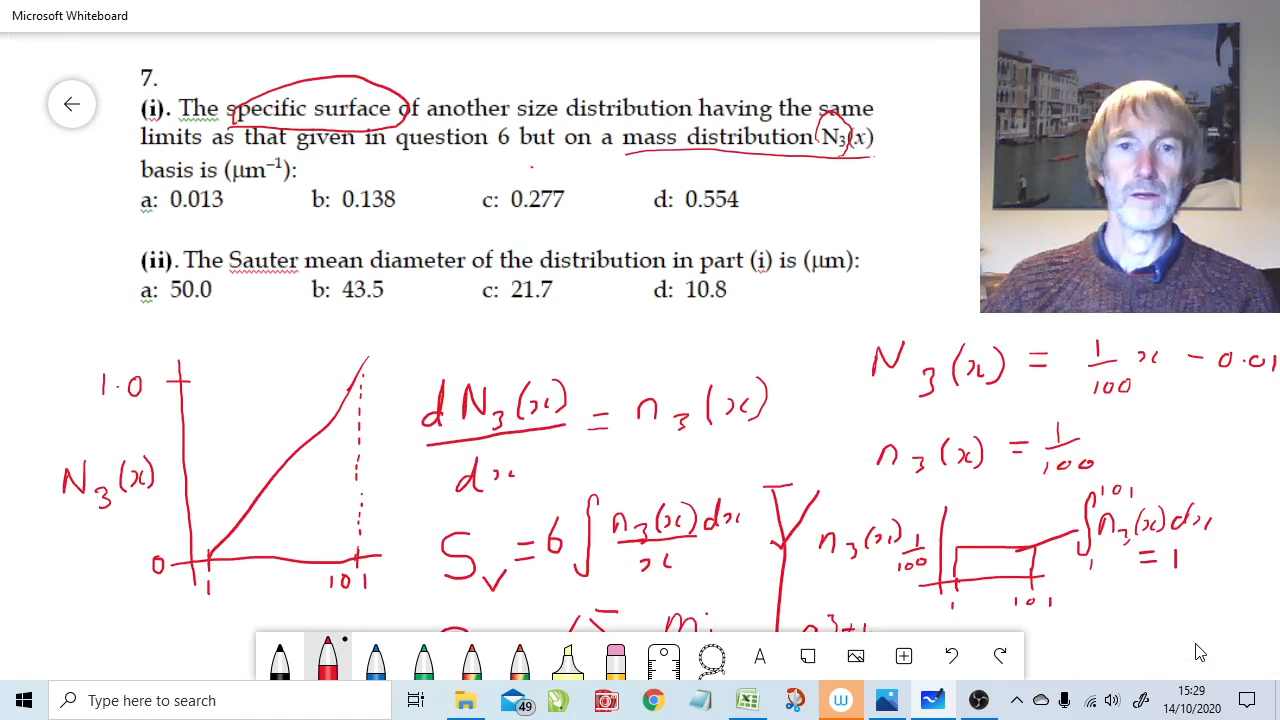 Microsoft Whiteboard
7.
(i). The specific surface of another size distribution having the same
limits as that given in question 6 but on a mass distribution N₃(x)
basis is (μm⁻¹):
a: 0.013 b: 0.138 c: 0.277 d: 0.554
(ii). The Sauter mean diameter of the distribution in part (i) is (μm):
a: 50.0 b: 43.5 c: 21.7 d: 10.8
1.0
N₃(x)
0
1 101
dN₃(x)/dx = n₃(x)
Sᵥ = 6 ∫ n₃(x)dx / x
N₃(x) = 1/100 x - 0.01
n₃(x) = 1/100
n₃(x) 1/100
1 101
∫₁¹⁰¹ n₃(x)dx
= 1
A
49
W
Type here to search
15:29
14/10/2020